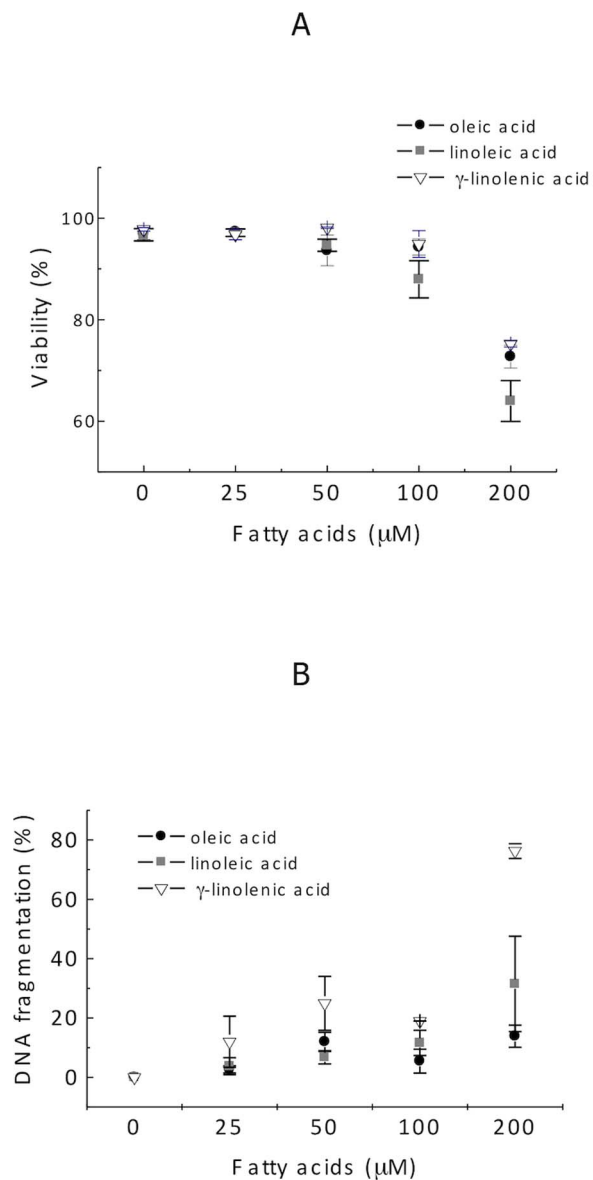 A
oleic acid
linoleic acid
γ-linolenic acid
Viability (%)
100
80
60
0 25 50 100 200
Fatty acids (μM)
B
oleic acid
linoleic acid
γ-linolenic acid
DNA fragmentation (%)
80
60
40
20
0
0 25 50 100 200
Fatty acids (μM)